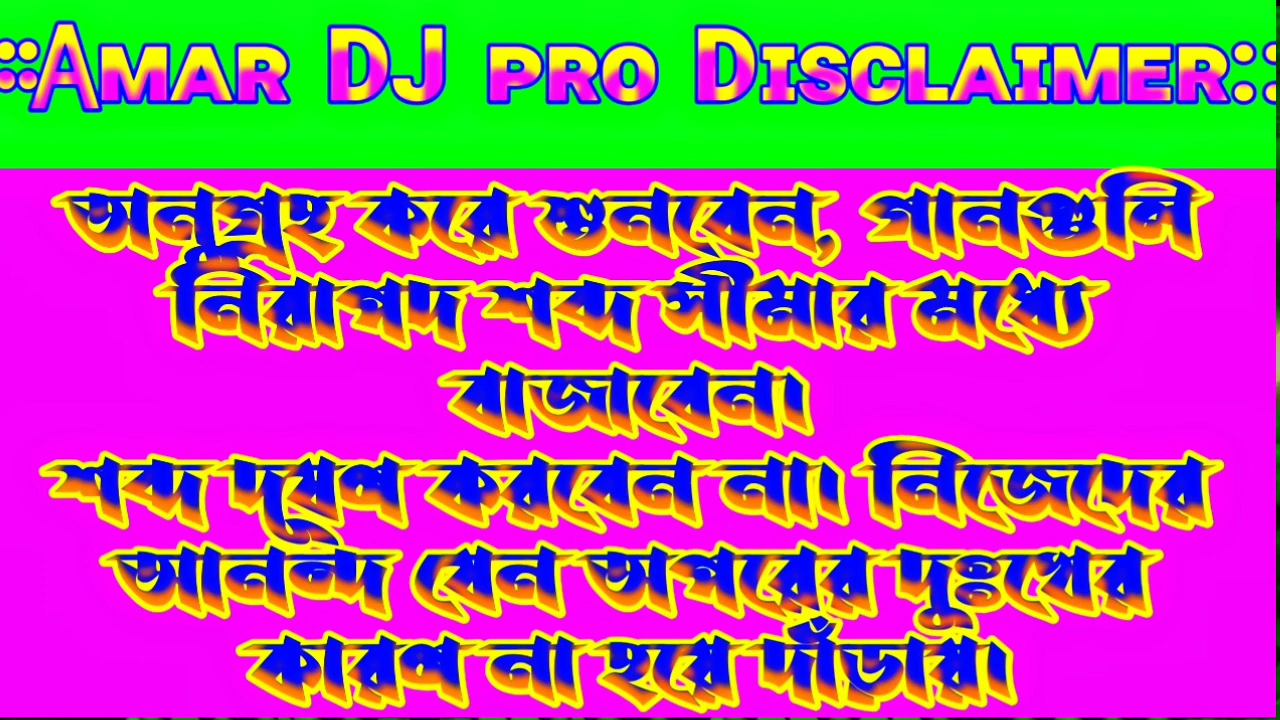 ::Amar DJ pro Disclaimer::
অনুগ্রহ করে শুনবেন, গানগুলি
নিরাপদ শব্দ সীমার মধ্যে
বাজাবেন।
শব্দ দূষণ করবেন না। নিজেদের
আনন্দ যেন অপরের দুঃখের
কারণ না হয়ে দাঁড়ায়।